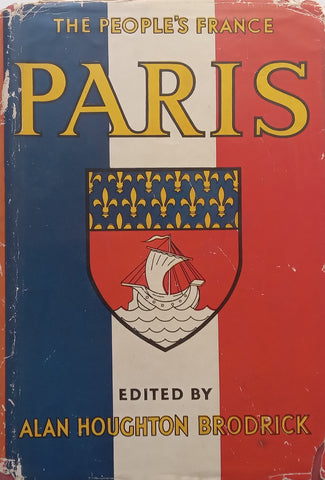 THE PEOPLE'S FRANCE
PARIS
EDITED BY
ALAN HOUGHTON BRODRICK